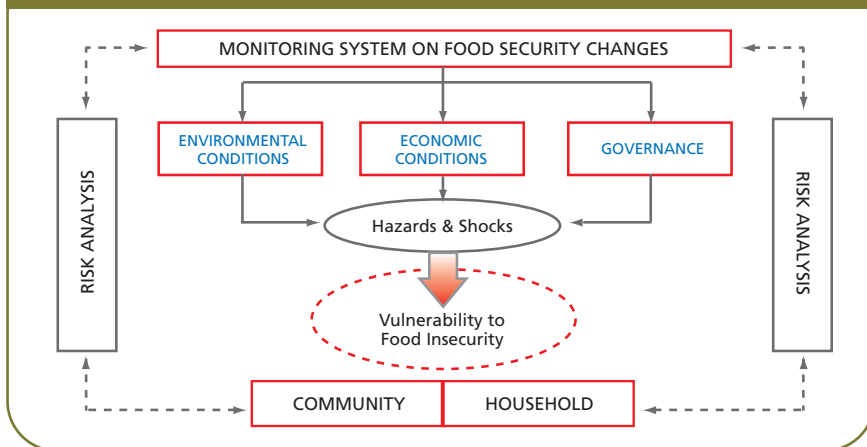 MONITORING SYSTEM ON FOOD SECURITY CHANGES
ENVIRONMENTAL
CONDITIONS
ECONOMIC
CONDITIONS
GOVERNANCE
RISK ANALYSIS
RISK ANALYSIS
Hazards & Shocks
Vulnerability to
Food Insecurity
COMMUNITY
HOUSEHOLD